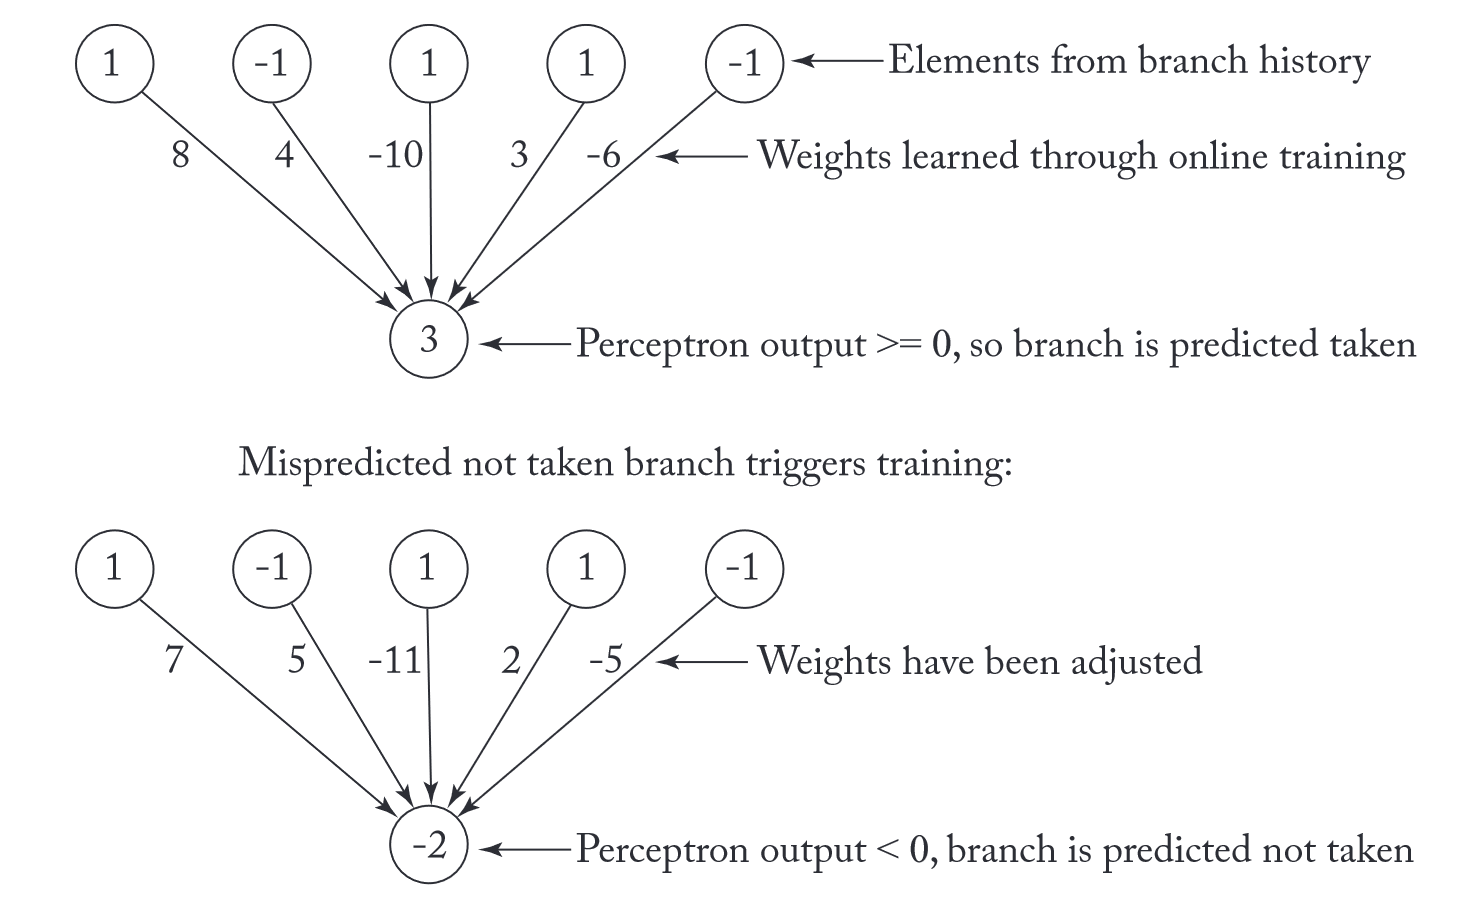 1 -1 1 1 -1 Elements from branch history
8 4 -10 3 -6 Weights learned through online training
3 Perceptron output >= 0, so branch is predicted taken
Mispredicted not taken branch triggers training:
1 -1 1 1 -1
7 5 -11 2 -5 Weights have been adjusted
-2 Perceptron output < 0, branch is predicted not taken